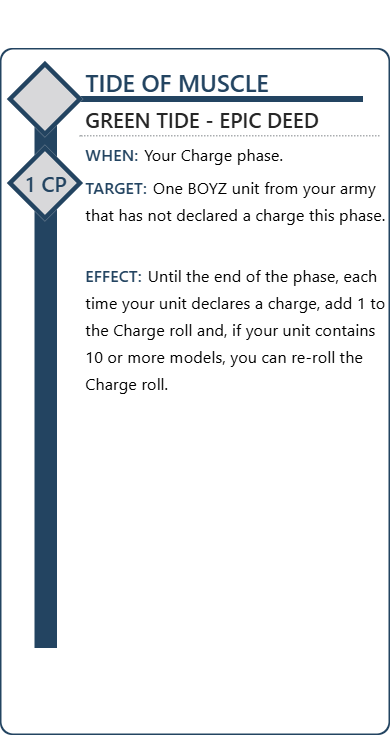 TIDE OF MUSCLE
GREEN TIDE - EPIC DEED
WHEN: Your Charge phase.
1 CP
TARGET: One BOYZ unit from your army
that has not declared a charge this phase.
EFFECT: Until the end of the phase, each
time your unit declares a charge, add 1 to
the Charge roll and, if your unit contains
10 or more models, you can re-roll the
Charge roll.